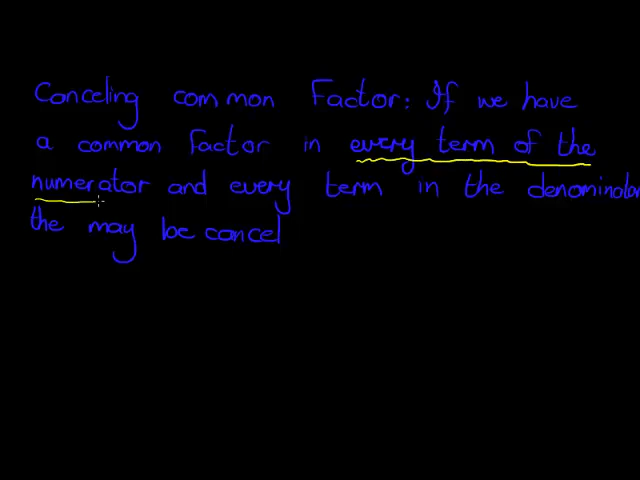 Canceling common Factor: If we have
a common factor in every term of the
numerator and every term in the denominator
the may be cancel